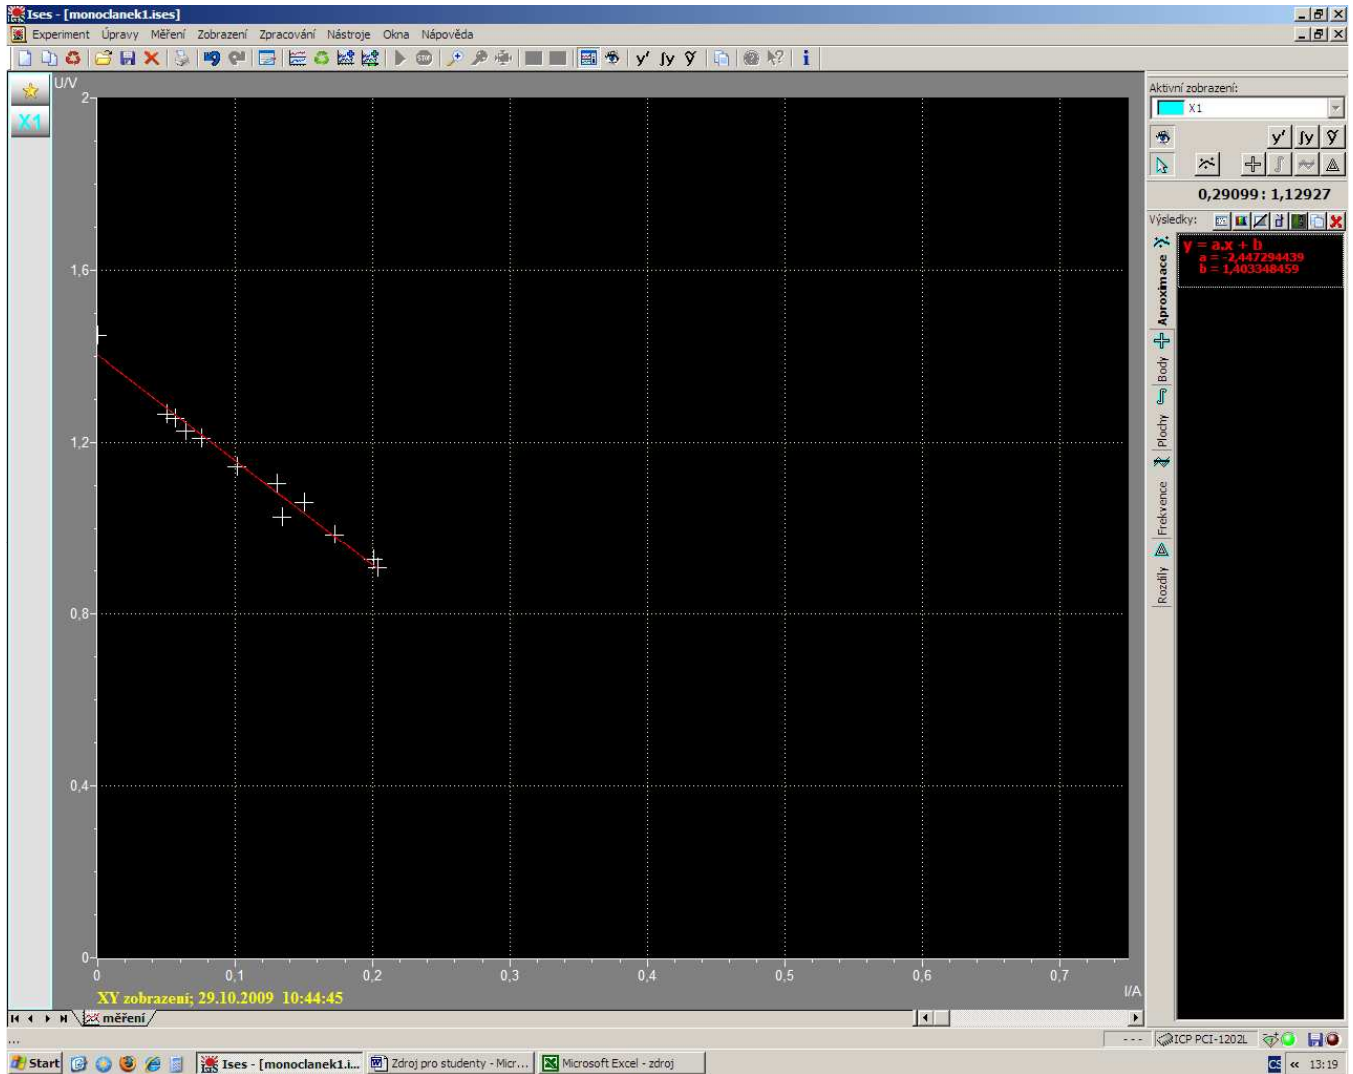 Ises - [monoclanek1.ises]
Experiment Úpravy Měření Zobrazení Zpracování Nástroje Okna Nápověda
y' ∫y ỹ
X1
U/V
2
1,6
1,2
0,8
0,4
0
0 0,1 0,2 0,3 0,4 0,5 0,6 0,7
I/A
XY zobrazení; 29.10.2009 10:44:45
měření
Aktivní zobrazení:
X1
y' ∫y ỹ
0,29099: 1,12927
Výsledky:
y = a.x + b
a = -2,447294439
b = 1,403348459
Aproximace
Body
Plochy
Frekvence
Rozdíly
...
--- ICP PCI-1202L
Start Ises - [monoclanek1.i... Zdroj pro studenty - Micr... Microsoft Excel - zdroj CS « 13:19